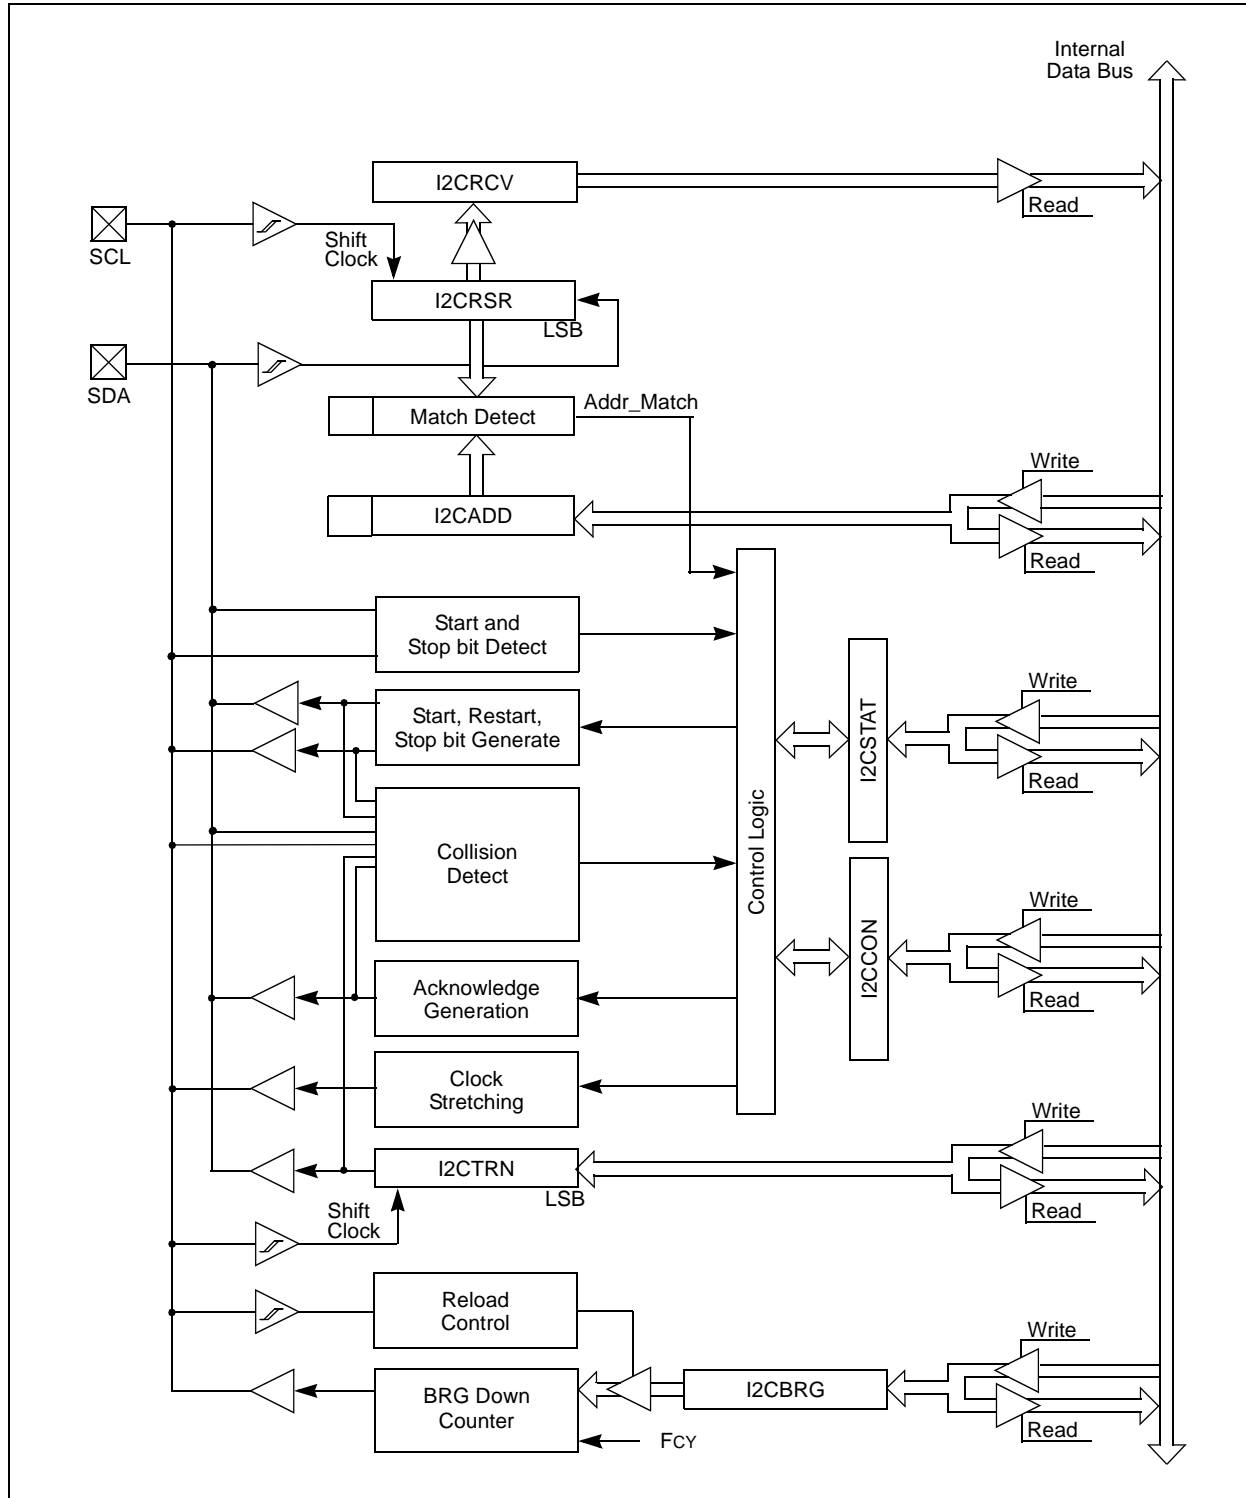 Internal
Data Bus
I2CRCV
Read
SCL
Shift
Clock
I2CRSR
LSB
SDA
Match Detect
Addr_Match
Write
I2CADD
Read
Start and
Stop bit Detect
Start, Restart,
Stop bit Generate
Write
I2CSTAT
Read
Control Logic
Collision
Detect
Write
I2CCON
Read
Acknowledge
Generation
Clock
Stretching
Write
I2CTRN
LSB
Read
Shift
Clock
Reload
Control
Write
I2CBRG
BRG Down
Counter
Read
FCY